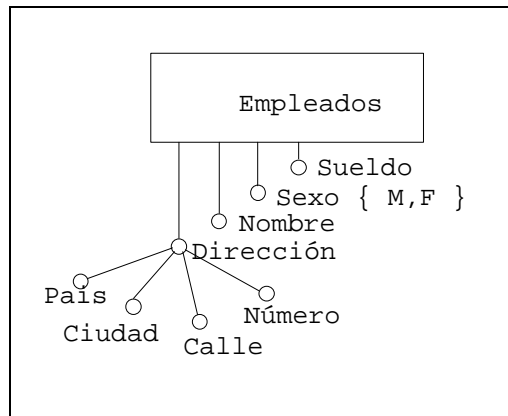 Empleados
Sueldo
Sexo { M,F }
Nombre
Dirección
País
Número
Ciudad
Calle